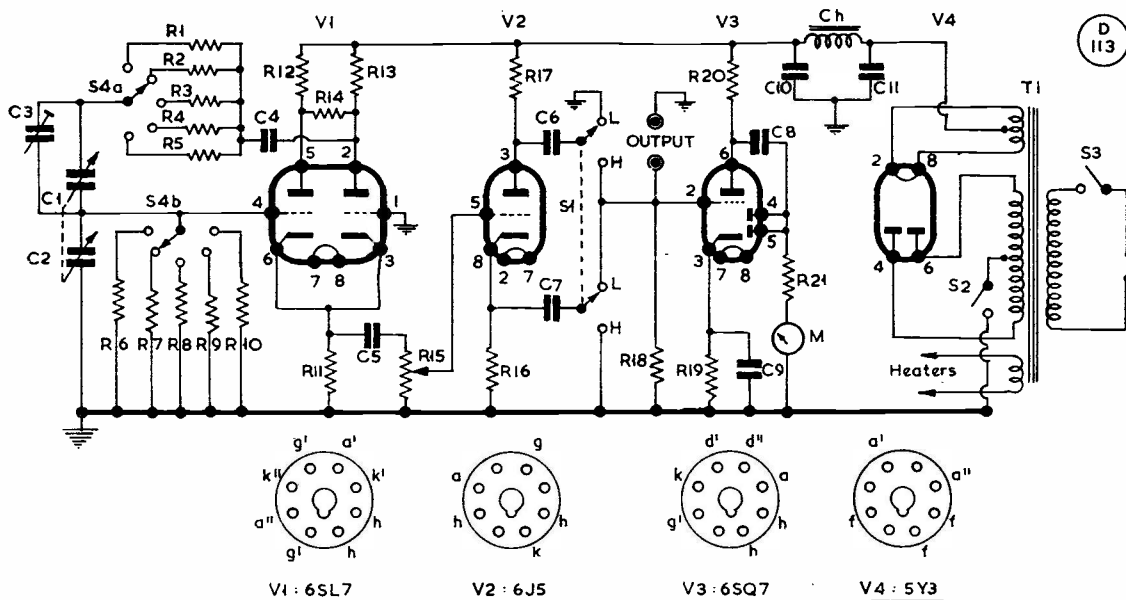 V1
V2
V3
Ch
V4
D
113
R1
R2
S4a
R3
R4
R5
C3
C4
R12
R13
R14
R17
C6
L
OUTPUT
R20
C10
C11
T1
C8
5
2
3
H
6
2
8
S3
C1
S4b
4
1
5
S1
2
4
5
C2
6
7
8
3
8
2
7
C7
L
3
7
8
R21
4
6
S2
H
M
R6
R7
R8
R9
R10
R11
C5
R15
R16
R18
R19
C9
Heaters
g' a'
k" k'
a" h
g' h
g
a
h h
k
d' d"
k a
g' h
h
a'
a"
f f
f
V1 : 6SL7
V2 : 6J5
V3 : 6SQ7
V4 : 5Y3